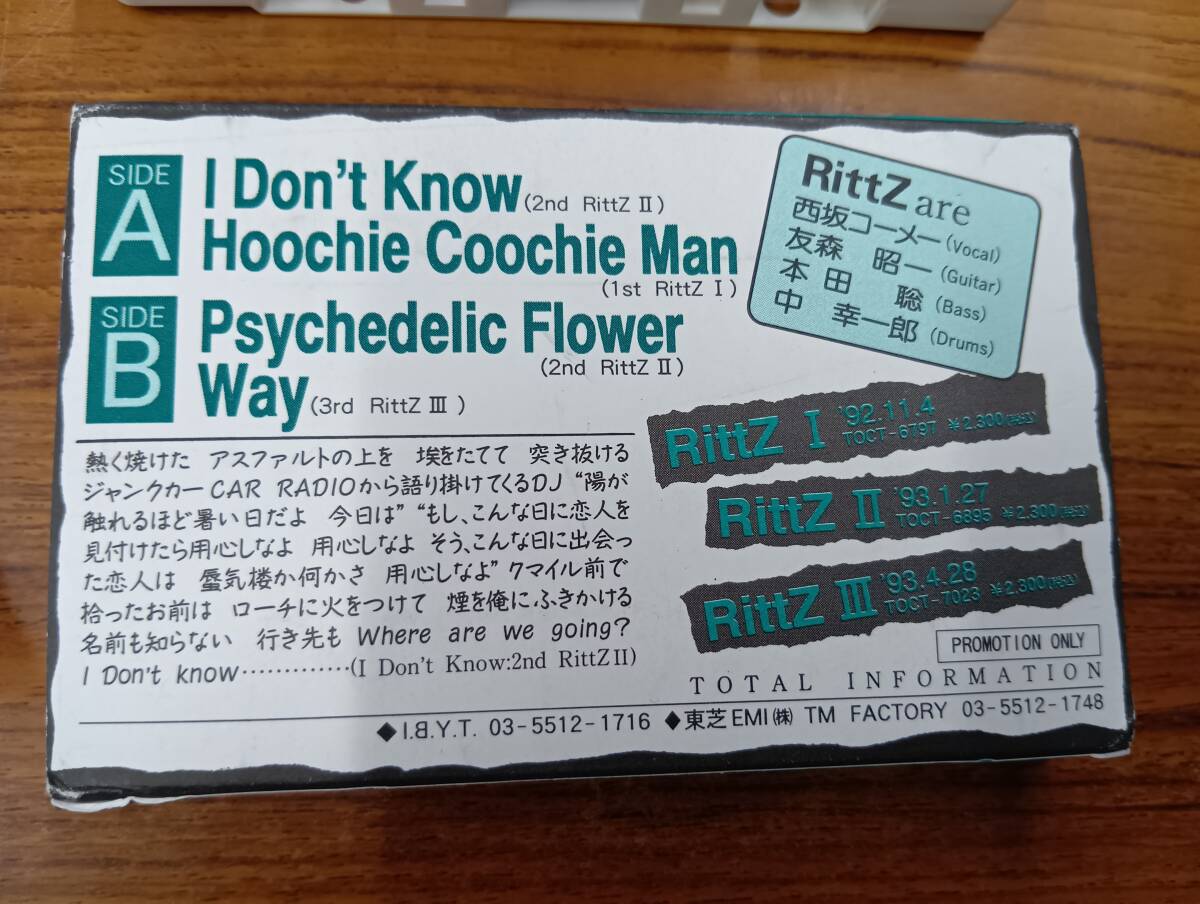 SIDE
A
I Don't Know (2nd RittZ II)
Hoochie Coochie Man
(1st RittZ I)
SIDE
B
Psychedelic Flower
(2nd RittZ II)
Way (3rd RittZ III)
RittZ are
西坂コーメー (Vocal)
友森 昭一 (Guitar)
本田 聡 (Bass)
中 幸一郎 (Drums)
熱く焼けた アスファルトの上を 埃をたてて 突き抜ける
ジャンクカー CAR RADIOから語り掛けてくるDJ “陽が
触れるほど暑い日だよ 今日は” “もし、こんな日に恋人を
見付けたら用心しなよ 用心しなよ そう、こんな日に出会っ
た恋人は 蜃気楼か何かさ 用心しなよ” クマイル前で
拾ったお前は ローチに火をつけて 煙を俺に、ふきかける
名前も知らない 行き先も Where are we going?
I Don't know·············(I Don't Know:2nd RittZ II)
RittZ I '92.11.4
TOCT-6797 ¥2,300(税込)
RittZ II '93.1.27
TOCT-6895 ¥2,300(税込)
RittZ III '93.4.28
TOCT-7023 ¥2,300(税込)
PROMOTION ONLY
TOTAL INFORMATION
◆I.B.Y.T. 03-5512-1716 ◆東芝EMI㈱ TM FACTORY 03-5512-1748